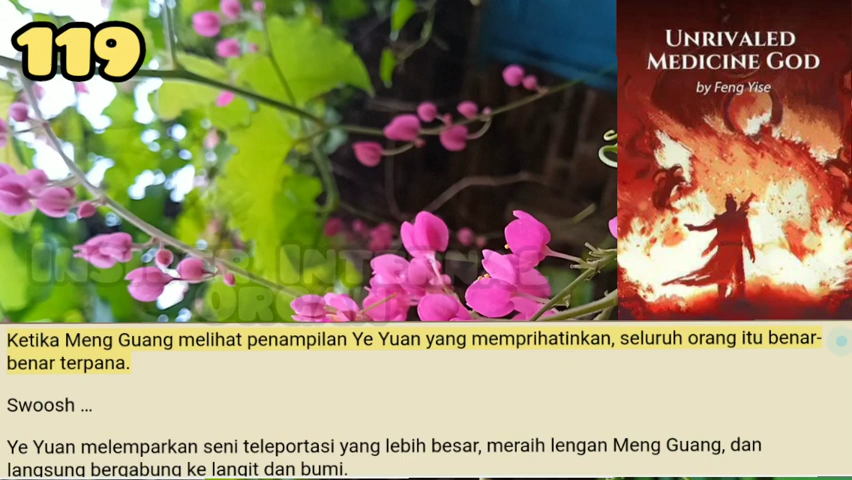 119
UNRIVALED
MEDICINE GOD
by Feng Yise
Ketika Meng Guang melihat penampilan Ye Yuan yang memprihatinkan, seluruh orang itu benar-
benar terpana.
Swoosh ...
Ye Yuan melemparkan seni teleportasi yang lebih besar, meraih lengan Meng Guang, dan
langsung bergabung ke langit dan bumi.